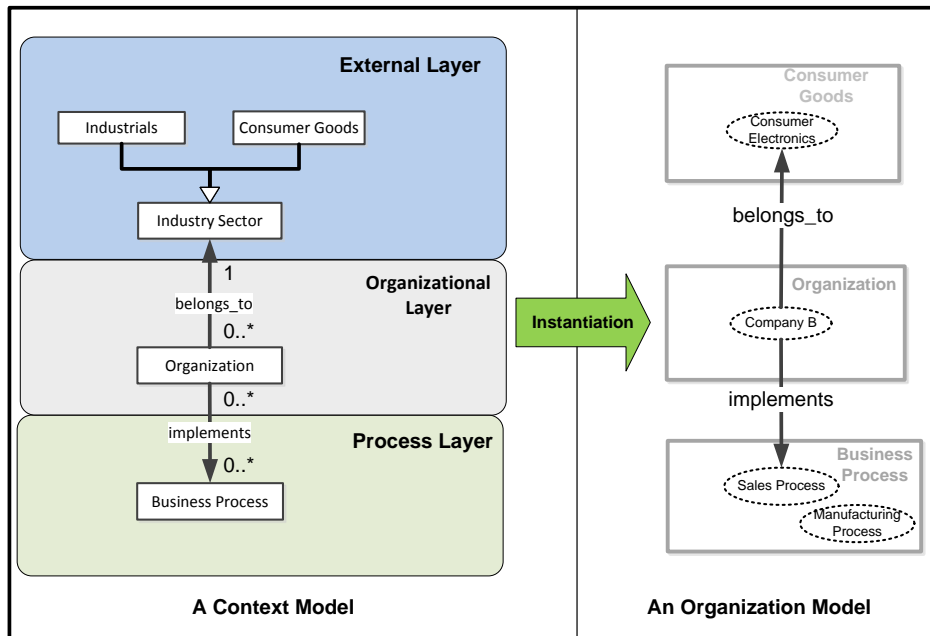 External Layer
Industrials
Consumer Goods
Industry Sector
1
belongs_to
0..*
Organizational
Layer
Organization
0..*
implements
0..*
Process Layer
Business Process
A Context Model
Instantiation
Consumer
Goods
Consumer
Electronics
belongs_to
Organization
Company B
implements
Business
Process
Sales Process
Manufacturing
Process
An Organization Model